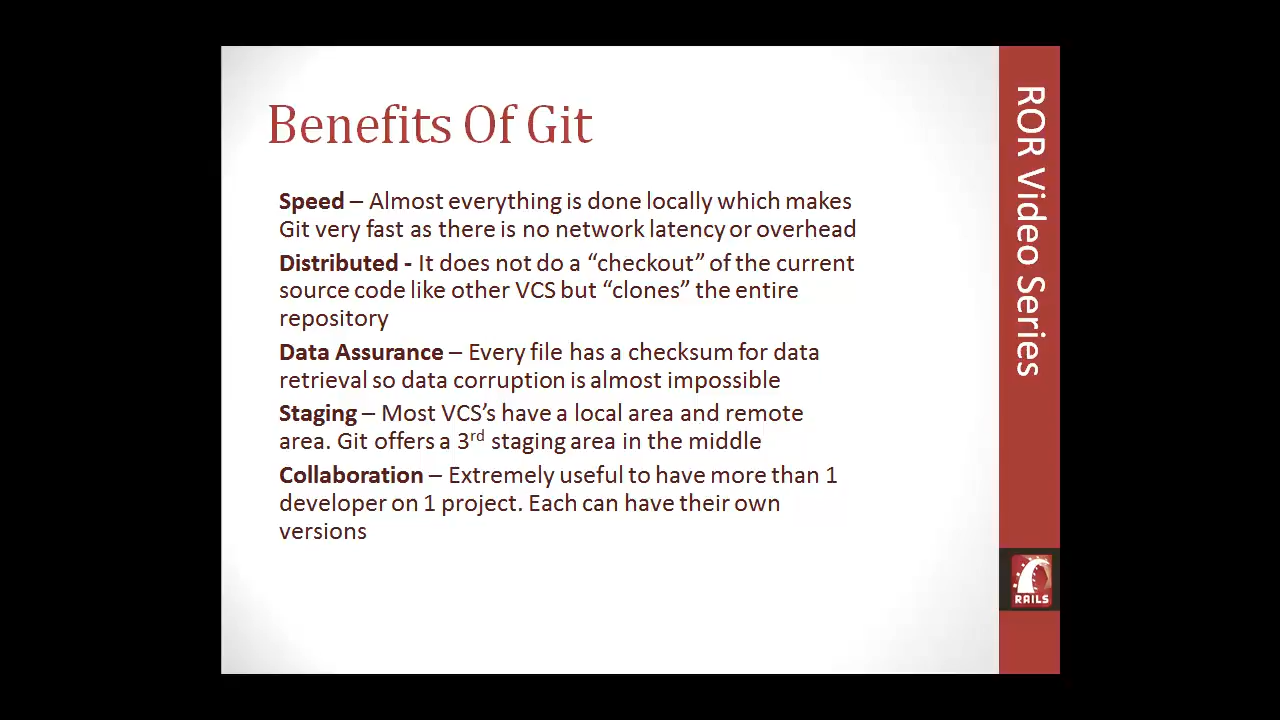 Benefits Of Git
Speed – Almost everything is done locally which makes
Git very fast as there is no network latency or overhead
Distributed - It does not do a “checkout” of the current
source code like other VCS but “clones” the entire
repository
Data Assurance – Every file has a checksum for data
retrieval so data corruption is almost impossible
Staging – Most VCS’s have a local area and remote
area. Git offers a 3rd staging area in the middle
Collaboration – Extremely useful to have more than 1
developer on 1 project. Each can have their own
versions
ROR Video Series
RAILS